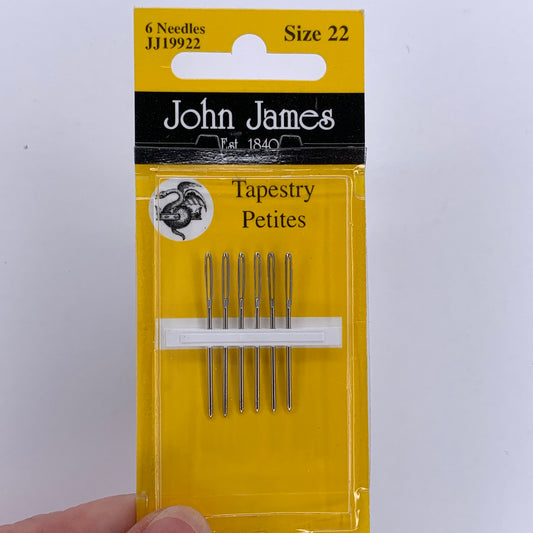 6 Needles
JJ19922
Size 22
John James
Est. 1840
Tapestry
Petites